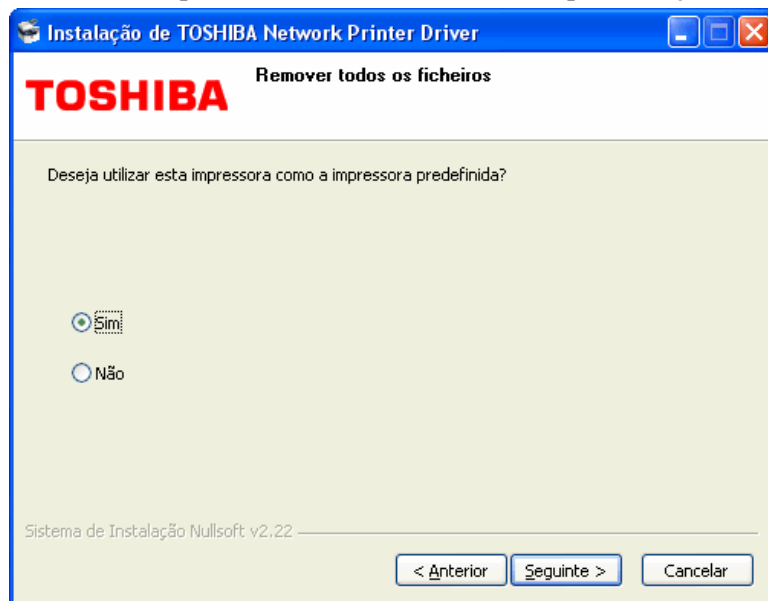 Instalação de TOSHIBA Network Printer Driver
TOSHIBA
Remover todos os ficheiros
Deseja utilizar esta impressora como a impressora predefinida?
Sim
Não
Sistema de Instalação Nullsoft v2.22
< Anterior
Seguinte >
Cancelar